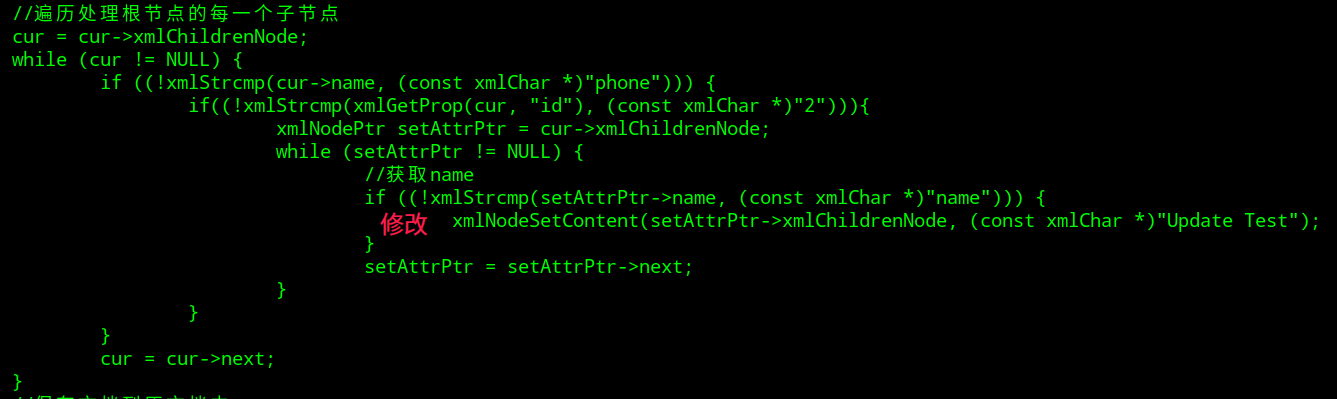 //遍历处理根节点的每一个子节点
cur = cur->xmlChildrenNode;
while (cur != NULL) {
if ((!xmlStrcmp(cur->name, (const xmlChar *)"phone"))) {
if((!xmlStrcmp(xmlGetProp(cur, "id"), (const xmlChar *)"2"))){
xmlNodePtr setAttrPtr = cur->xmlChildrenNode;
while (setAttrPtr != NULL) {
//获取name
if ((!xmlStrcmp(setAttrPtr->name, (const xmlChar *)"name"))) {
修改 xmlNodeSetContent(setAttrPtr->xmlChildrenNode, (const xmlChar *)"Update Test");
}
setAttrPtr = setAttrPtr->next;
}
}
}
cur = cur->next;
}